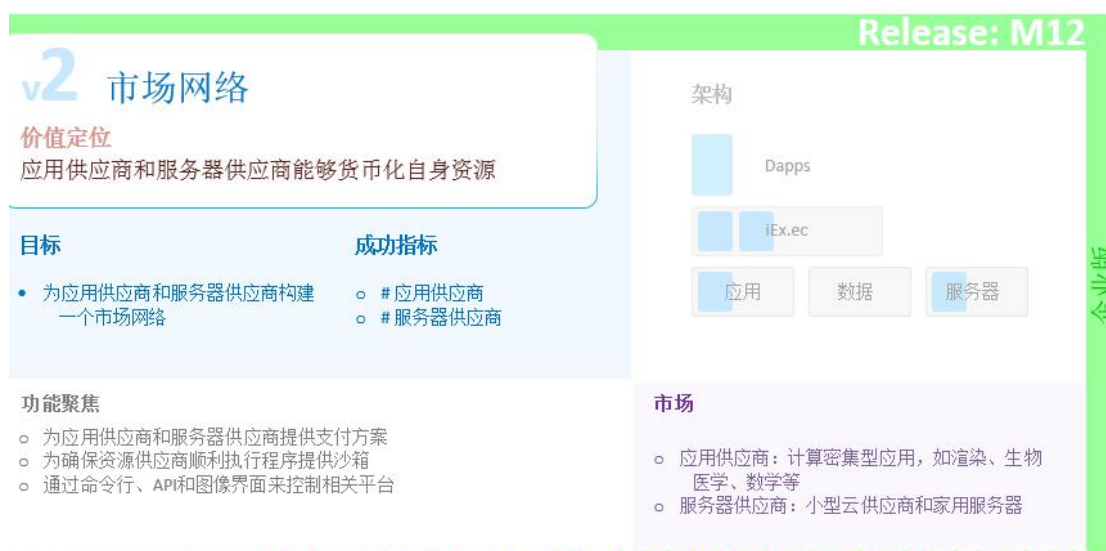 Release: M12
v2 市场网络
价值定位
应用供应商和服务器供应商能够货币化自身资源
目标
• 为应用供应商和服务器供应商构建
一个市场网络
成功指标
○ #应用供应商
○ #服务器供应商
架构
Dapps
iEx.ec
应用
数据
服务器
企业版
功能聚焦
○ 为应用供应商和服务器供应商提供支付方案
○ 为确保资源供应商顺利执行程序提供沙箱
○ 通过命令行、API和图像界面来控制相关平台
市场
○ 应用供应商：计算密集型应用，如渲染、生物
医学、数学等
○ 服务器供应商：小型云供应商和家用服务器